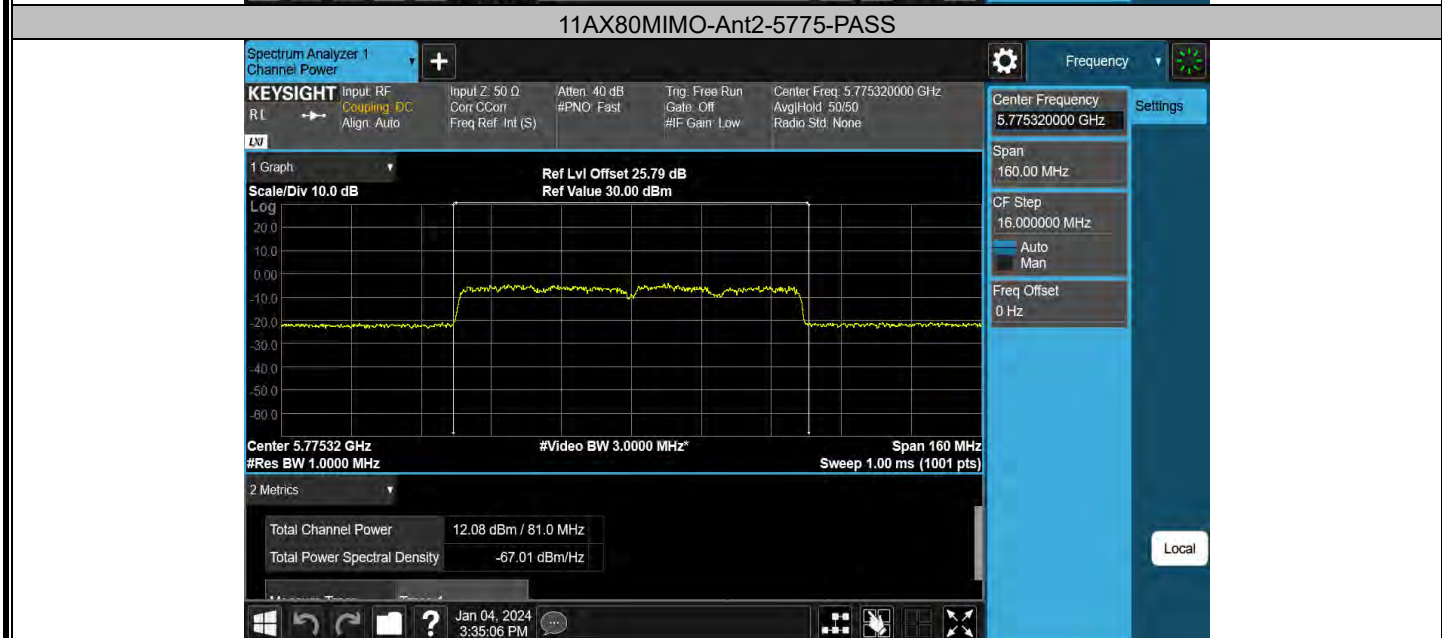 11AX80MIMO-Ant2-5775-PASS
Spectrum Analyzer 1
Channel Power
Frequency
KEYSIGHT
RL
LXI
Input: RF
Coupling: DC
Align: Auto
Input Z: 50 Ω
Corr CCorr
Freq Ref: Int (S)
Atten: 40 dB
#PNO: Fast
Trig: Free Run
Gate: Off
#IF Gain: Low
Center Freq: 5.775320000 GHz
Avg|Hold: 50/50
Radio Std: None
Center Frequency
5.775320000 GHz
Settings
Span
160.00 MHz
CF Step
16.000000 MHz
Auto
Man
Freq Offset
0 Hz
1 Graph
Ref Lvl Offset 25.79 dB
Scale/Div 10.0 dB
Ref Value 30.00 dBm
Log
20.0
10.0
0.00
-10.0
-20.0
-30.0
-40.0
-50.0
-60.0
Center 5.77532 GHz
#Video BW 3.0000 MHz*
Span 160 MHz
#Res BW 1.0000 MHz
Sweep 1.00 ms (1001 pts)
2 Metrics
Total Channel Power
12.08 dBm / 81.0 MHz
Total Power Spectral Density
-67.01 dBm/Hz
Local
Jan 04, 2024
3:35:06 PM